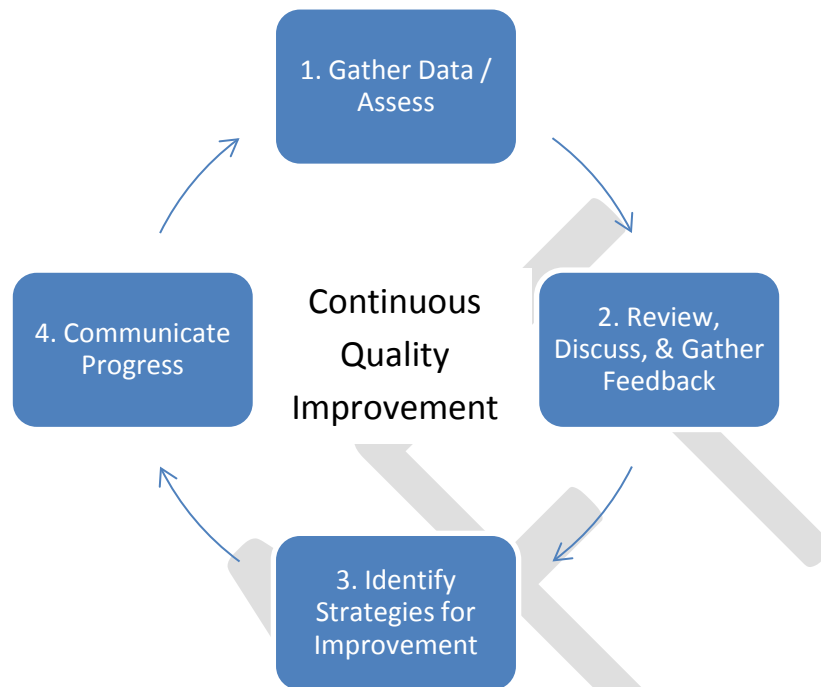 1. Gather Data /
Assess
2. Review,
Discuss, & Gather
Feedback
3. Identify
Strategies for
Improvement
4. Communicate
Progress
Continuous
Quality
Improvement